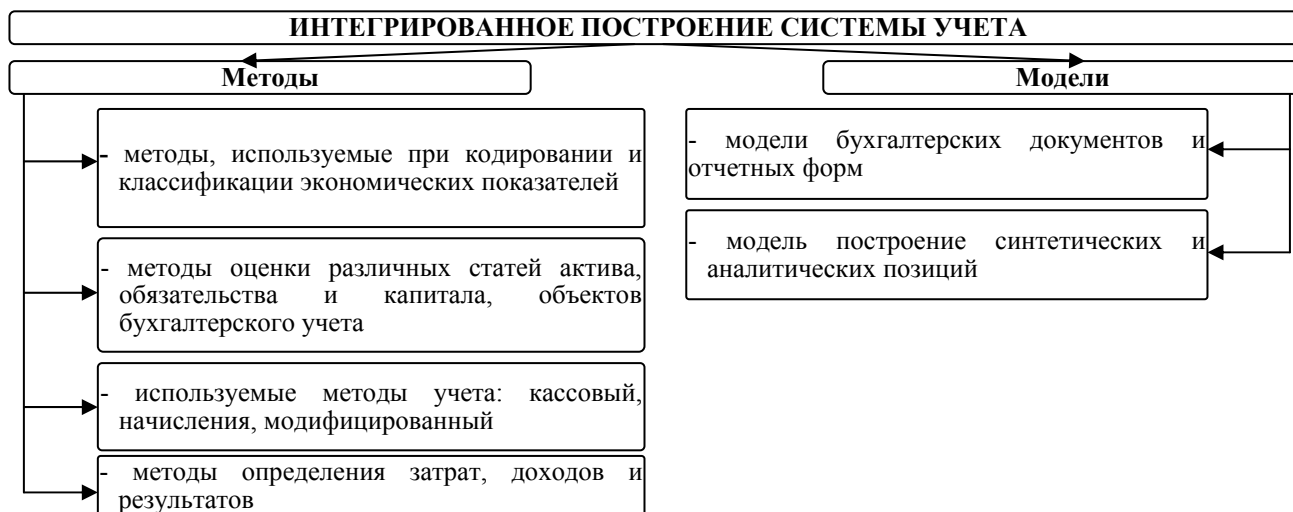 ИНТЕГРИРОВАННОЕ ПОСТРОЕНИЕ СИСТЕМЫ УЧЕТА
Методы
- методы, используемые при кодировании и
классификации экономических показателей
- методы оценки различных статей актива,
обязательства и капитала, объектов
бухгалтерского учета
- используемые методы учета: кассовый,
начисления, модифицированный
- методы определения затрат, доходов и
результатов
Модели
- модели бухгалтерских документов и
отчетных форм
- модель построение синтетических и
аналитических позиций